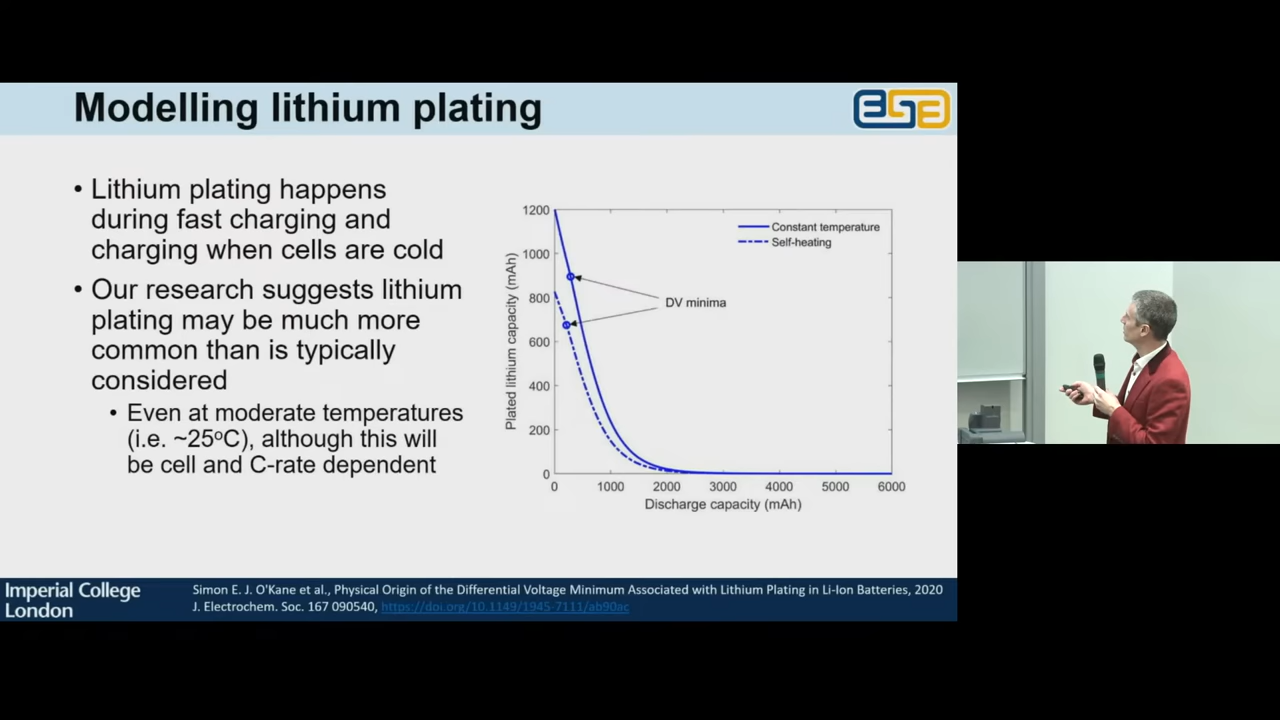 Modelling lithium plating
• Lithium plating happens
during fast charging and
charging when cells are cold
• Our research suggests lithium
plating may be much more
common than is typically
considered
• Even at moderate temperatures
(i.e. ~25°C), although this will
be cell and C-rate dependent
1200
1000
800
600
400
200
0
Plated lithium capacity (mAh)
Constant temperature
Self-heating
DV minima
0 1000 2000 3000 4000 5000 6000
Discharge capacity (mAh)
Imperial College
London
Simon E. J. O'Kane et al., Physical Origin of the Differential Voltage Minimum Associated with Lithium Plating in Li-Ion Batteries, 2020
J. Electrochem. Soc. 167 090540, https://doi.org/10.1149/1945-7111/ab90ac